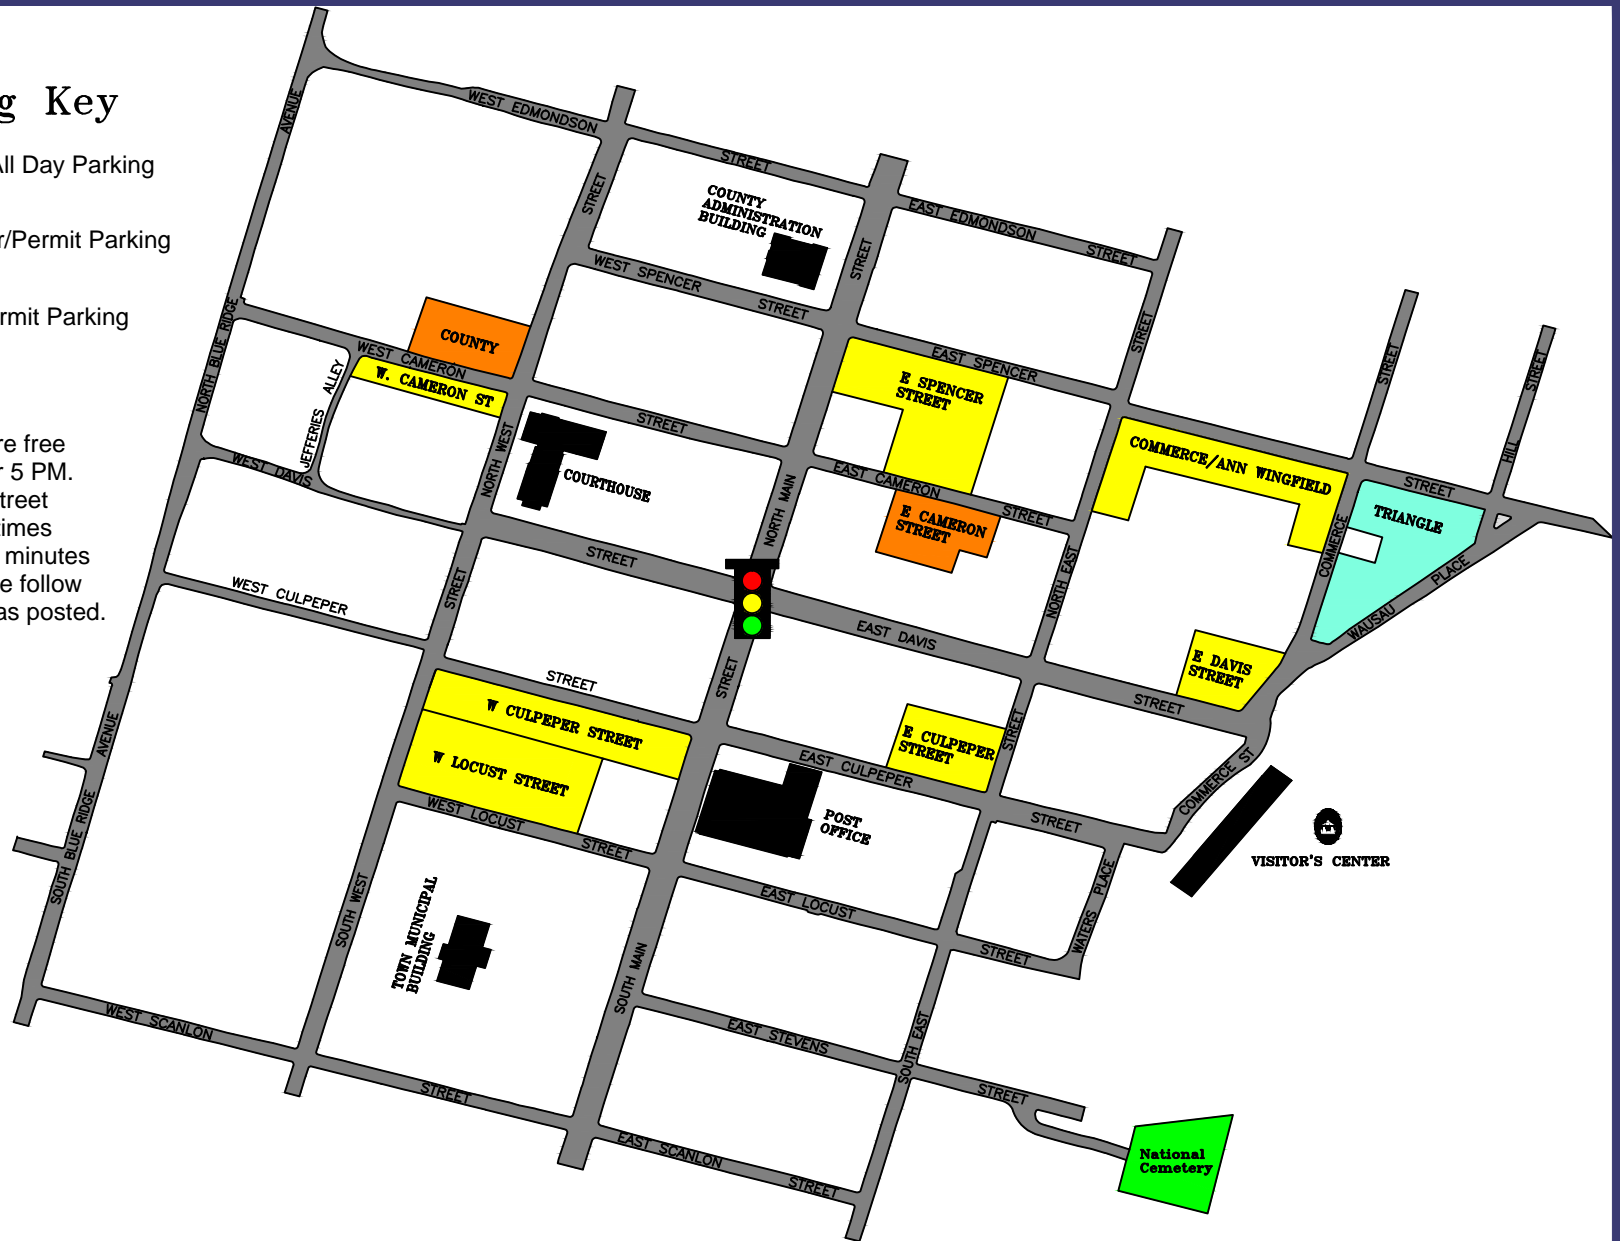 g Key
All Day Parking
r/Permit Parking
rmit Parking
re free
r 5 PM.
treet
times
minutes
e follow
as posted.
AVENUE
WEST EDMONDSON
STREET
EAST EDMONDSON
STREET
COUNTY
ADMINISTRATION
BUILDING
STREET
STREET
STREET
WEST SPENCER
STREET
EAST SPENCER
NORTH BLUE RIDGE
COUNTY
WEST CAMERON
W. CAMERON ST
JEFFERIES ALLEY
STREET
E SPENCER
STREET
COMMERCE/ANN WINGFIELD
STREET
STREET
HILL
STREET
TRIANGLE
WEST DAVIS
NORTH WEST
COURTHOUSE
NORTH MAIN
EAST CAMERON
STREET
E CAMERON
STREET
NORTH EAST
COMMERCE
WAUSAU PLACE
STREET
WEST CULPEPER
STREET
EAST DAVIS
E DAVIS
STREET
STREET
STREET
STREET
STREET
W CULPEPER STREET
W LOCUST STREET
E CULPEPER
STREET
EAST CULPEPER
STREET
COMMERCE ST
AVENUE
SOUTH BLUE RIDGE
WEST LOCUST
STREET
POST
OFFICE
VISITOR'S CENTER
WATERS PLACE
EAST LOCUST
STREET
SOUTH WEST
TOWN MUNICIPAL
BUILDING
SOUTH MAIN
WEST SCANLON
STREET
EAST STEVENS
SOUTH EAST
STREET
EAST SCANLON
STREET
National
Cemetery